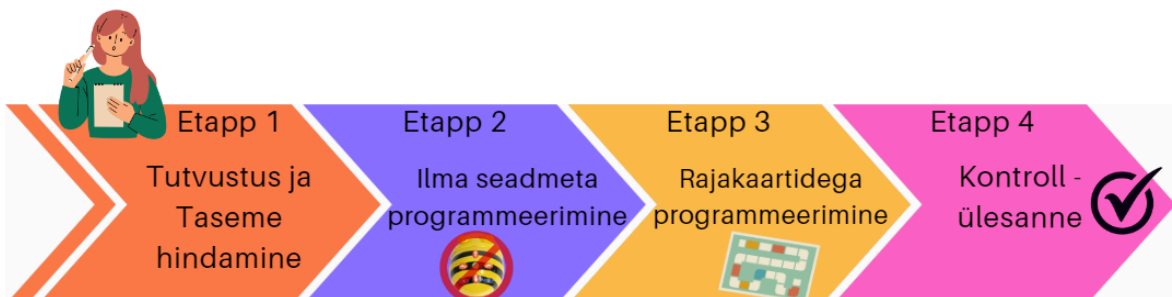 Etapp 1
Tutvustus ja
Taseme
hindamine
Etapp 2
Ilma seadmeta
programmeerimine
Etapp 3
Rajakaartidega
programmeerimine
Etapp 4
Kontroll -
ülesanne